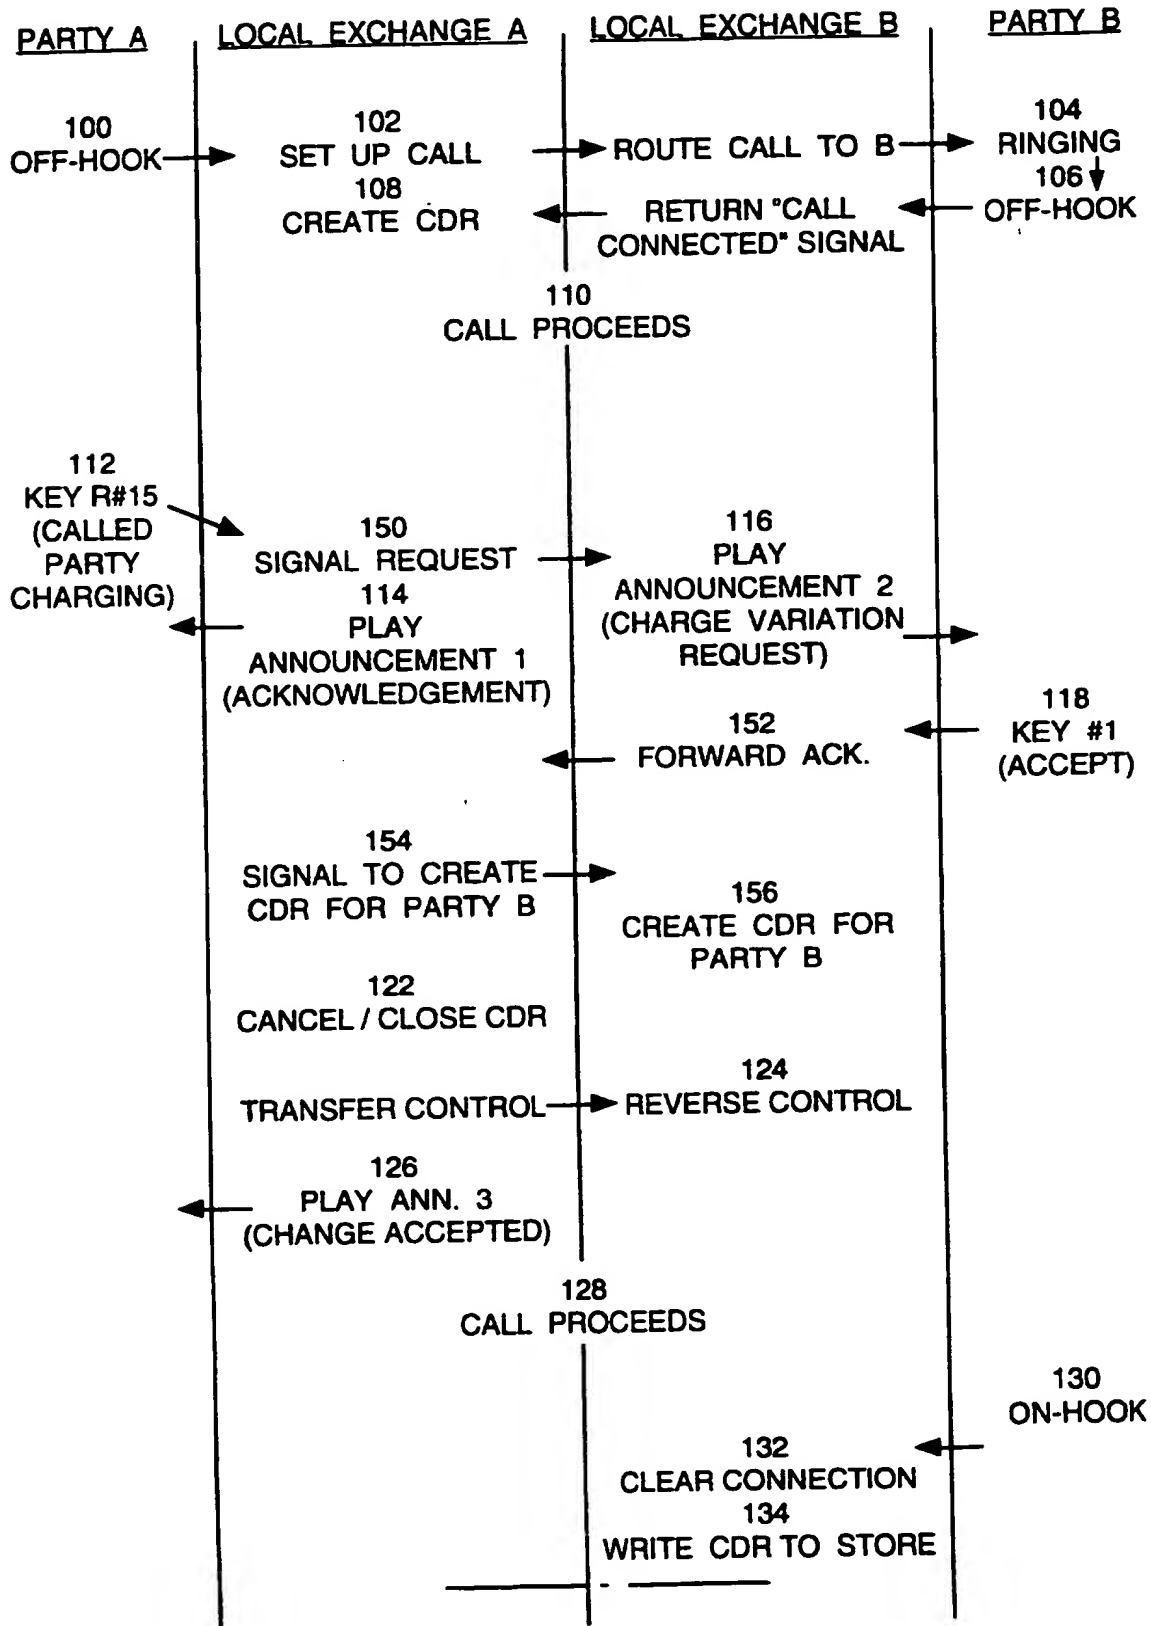 PARTY A
LOCAL EXCHANGE A
LOCAL EXCHANGE B
PARTY B
100
OFF-HOOK
102
SET UP CALL
ROUTE CALL TO B
104
RINGING
106
OFF-HOOK
108
CREATE CDR
RETURN "CALL
CONNECTED" SIGNAL
110
CALL PROCEEDS
112
KEY R#15
(CALLED
PARTY
CHARGING)
150
SIGNAL REQUEST
114
PLAY
ANNOUNCEMENT 1
(ACKNOWLEDGEMENT)
116
PLAY
ANNOUNCEMENT 2
(CHARGE VARIATION
REQUEST)
118
KEY #1
(ACCEPT)
152
FORWARD ACK.
154
SIGNAL TO CREATE
CDR FOR PARTY B
156
CREATE CDR FOR
PARTY B
122
CANCEL / CLOSE CDR
TRANSFER CONTROL
124
REVERSE CONTROL
126
PLAY ANN. 3
(CHANGE ACCEPTED)
128
CALL PROCEEDS
130
ON-HOOK
132
CLEAR CONNECTION
134
WRITE CDR TO STORE